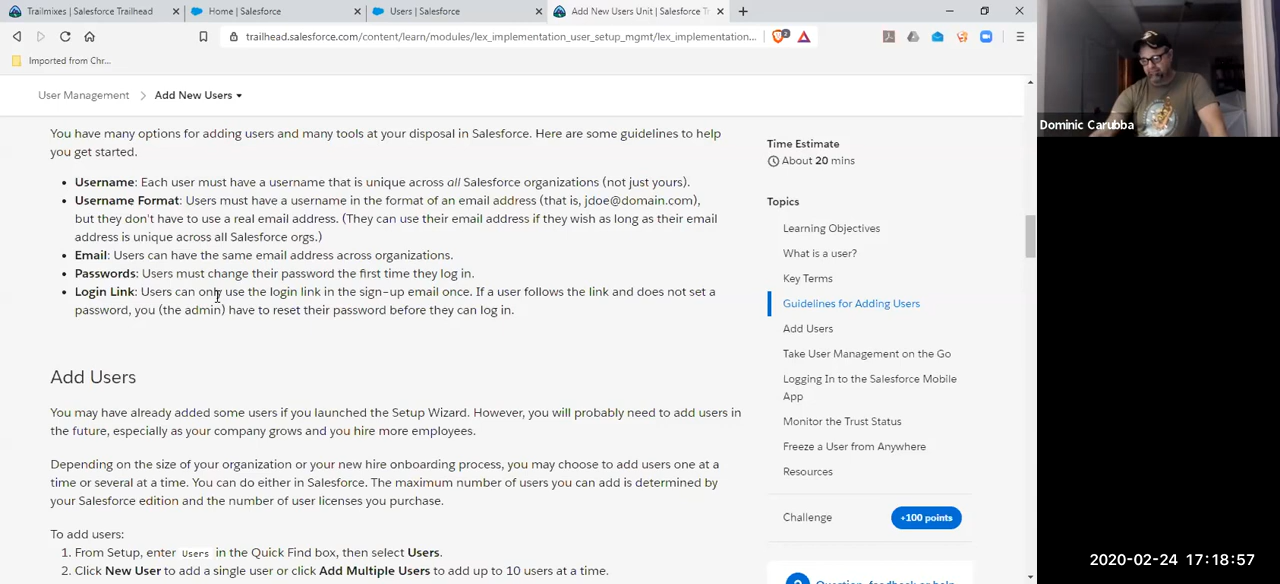 Trailmixes | Salesforce Trailhead
Home | Salesforce
Users | Salesforce
Add New Users Unit | Salesforce T
trailhead.salesforce.com/content/learn/modules/lex_implementation_user_setup_mgmt/lex_implementation...
2
Imported from Chr...
User Management > Add New Users
You have many options for adding users and many tools at your disposal in Salesforce. Here are some guidelines to help
you get started.
• Username: Each user must have a username that is unique across all Salesforce organizations (not just yours).
• Username Format: Users must have a username in the format of an email address (that is, jdoe@domain.com),
but they don't have to use a real email address. (They can use their email address if they wish as long as their email
address is unique across all Salesforce orgs.)
• Email: Users can have the same email address across organizations.
• Passwords: Users must change their password the first time they log in.
• Login Link: Users can only use the login link in the sign-up email once. If a user follows the link and does not set a
password, you (the admin) have to reset their password before they can log in.
Add Users
You may have already added some users if you launched the Setup Wizard. However, you will probably need to add users in
the future, especially as your company grows and you hire more employees.
Depending on the size of your organization or your new hire onboarding process, you may choose to add users one at a
time or several at a time. You can do either in Salesforce. The maximum number of users you can add is determined by
your Salesforce edition and the number of user licenses you purchase.
To add users:
1. From Setup, enter Users in the Quick Find box, then select Users.
2. Click New User to add a single user or click Add Multiple Users to add up to 10 users at a time.
Time Estimate
About 20 mins
Topics
Learning Objectives
What is a user?
Key Terms
Guidelines for Adding Users
Add Users
Take User Management on the Go
Logging In to the Salesforce Mobile
App
Monitor the Trust Status
Freeze a User from Anywhere
Resources
Challenge
+100 points
Question, feedback or help
Dominic Carubba
2020-02-24 17:18:57